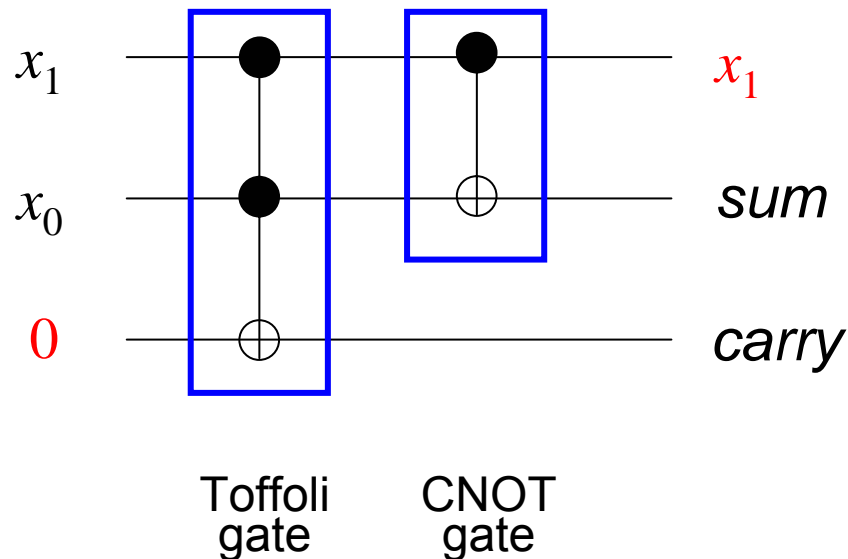 x₁ x₁
x₀ sum
0 carry
Toffoli CNOT
gate gate